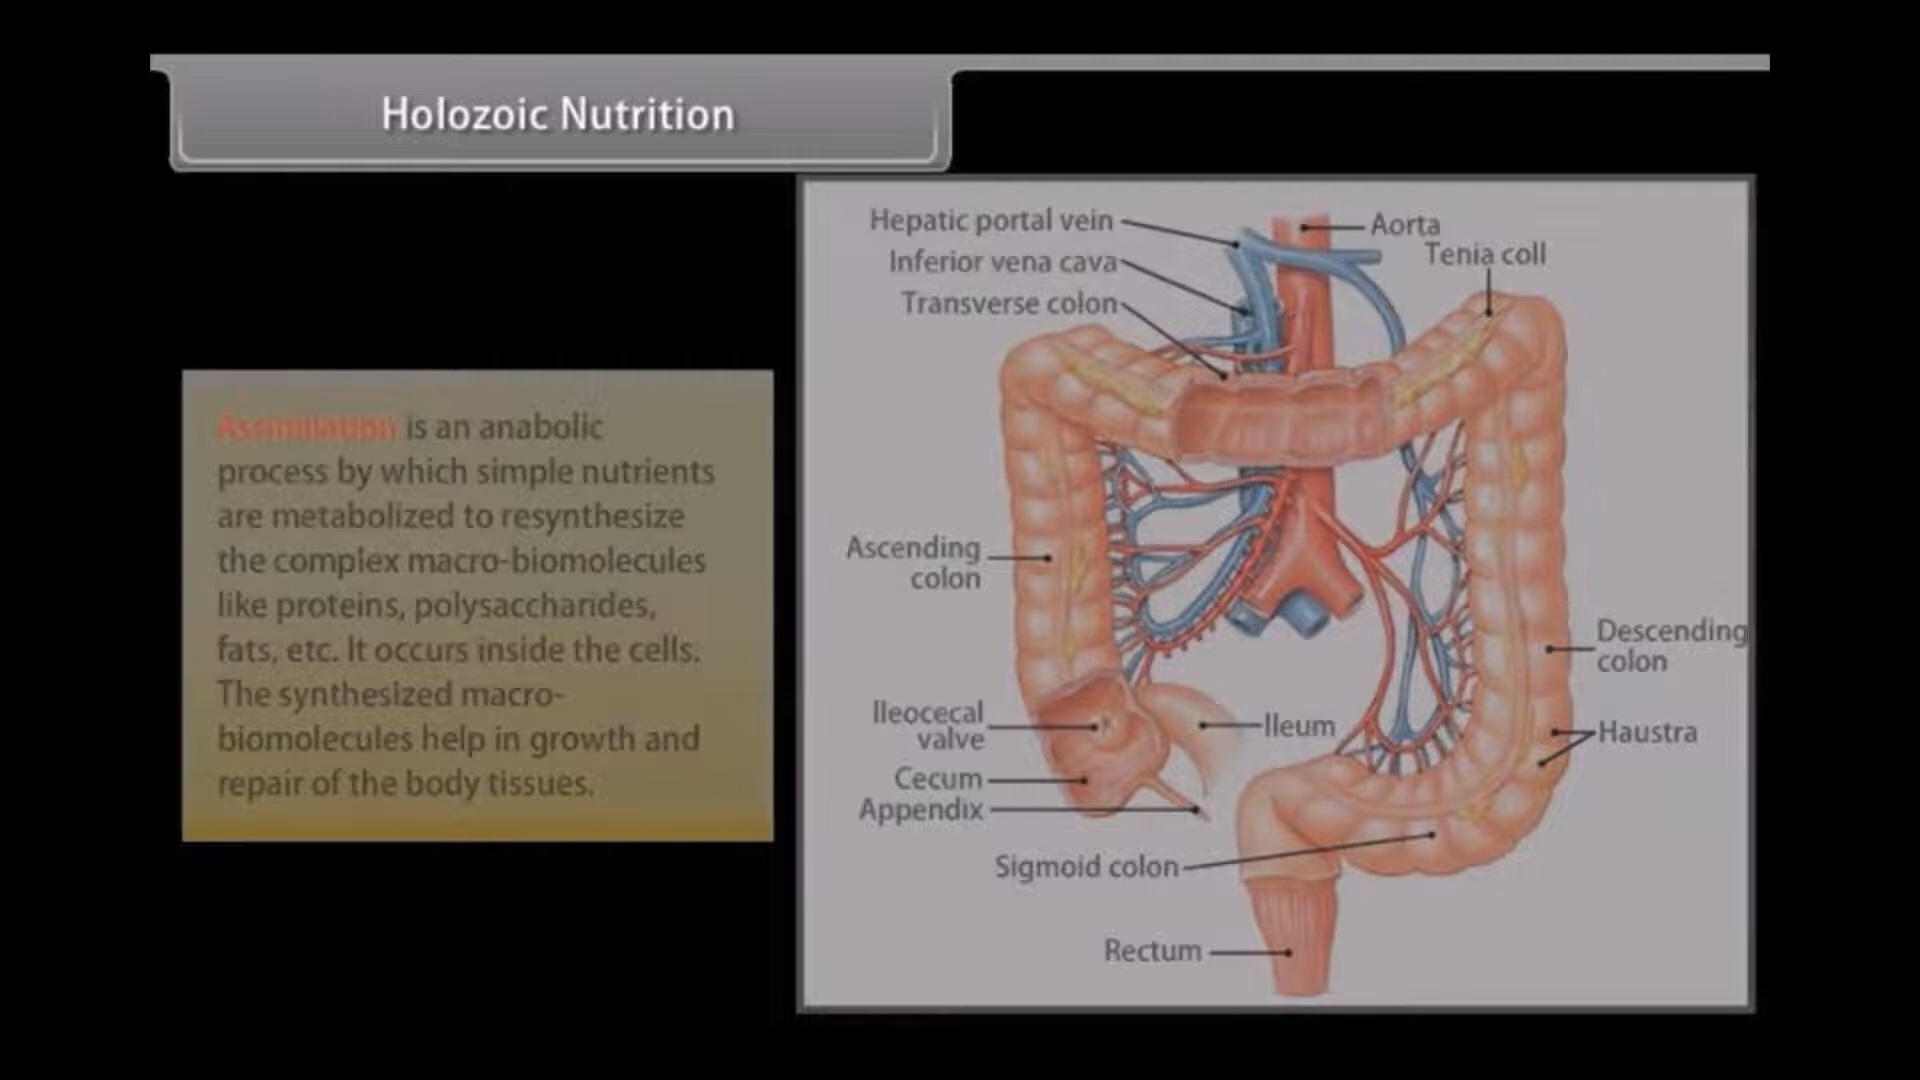 Holozoic Nutrition
Assimilation is an anabolic
process by which simple nutrients
are metabolized to resynthesize
the complex macro-biomolecules
like proteins, polysaccharides,
fats, etc. It occurs inside the cells.
The synthesized macro-
biomolecules help in growth and
repair of the body tissues.
Hepatic portal vein
Aorta
Inferior vena cava
Tenia coll
Transverse colon
Ascending
colon
Descending
colon
Ileocecal
valve
Ileum
Haustra
Cecum
Appendix
Sigmoid colon
Rectum